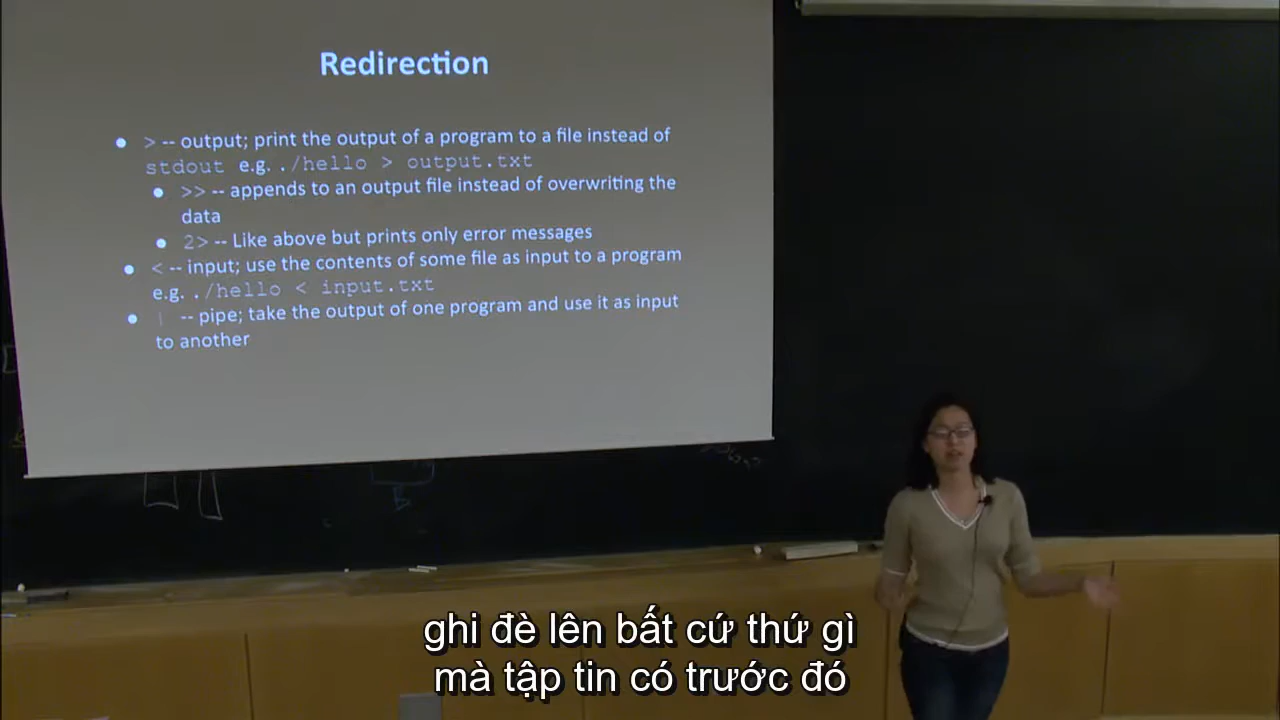 Redirection
● > -- output; print the output of a program to a file instead of
stdout e.g. ./hello > output.txt
● >> -- appends to an output file instead of overwriting the
data
● 2> -- Like above but prints only error messages
● < -- input; use the contents of some file as input to a program
e.g. ./hello < input.txt
● | -- pipe; take the output of one program and use it as input
to another
ghi đè lên bất cứ thứ gì
mà tập tin có trước đó